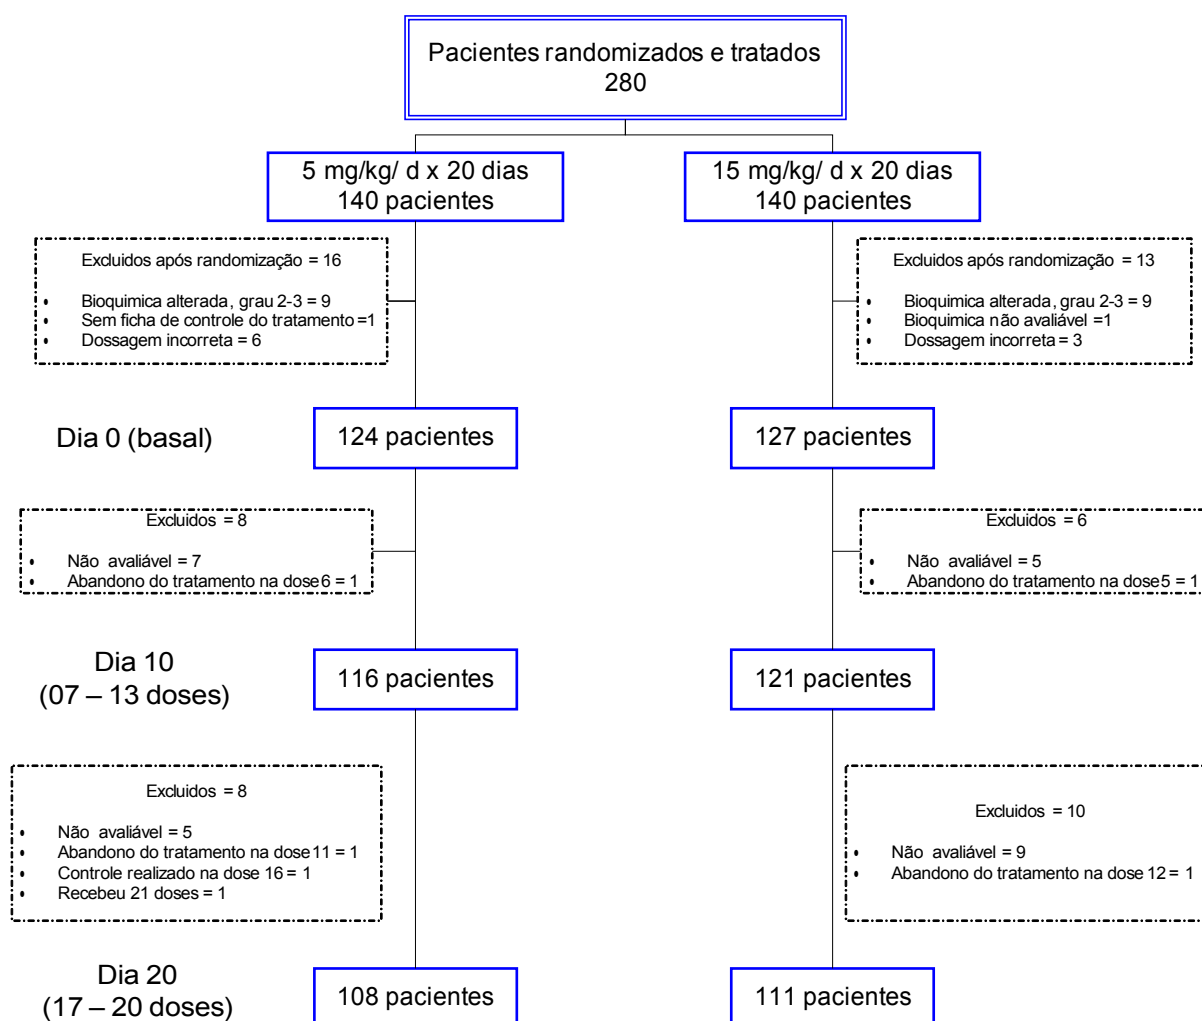 Pacientes randomizados e tratados
280
5 mg/kg/ d x 20 dias
140 pacientes
15 mg/kg/ d x 20 dias
140 pacientes
Excluidos após randomização = 16
• Bioquimica alterada, grau 2-3 = 9
• Sem ficha de controle do tratamento =1
• Dossagem incorreta = 6
Excluidos após randomização = 13
• Bioquimica alterada, grau 2-3 = 9
• Bioquimica não avaliável =1
• Dossagem incorreta = 3
Dia 0 (basal)
124 pacientes
127 pacientes
Excluidos = 8
• Não avaliável = 7
• Abandono do tratamento na dose 6 = 1
Excluidos = 6
• Não avaliável = 5
• Abandono do tratamento na dose 5 = 1
Dia 10
(07 – 13 doses)
116 pacientes
121 pacientes
Excluidos = 8
• Não avaliável = 5
• Abandono do tratamento na dose 11 = 1
• Controle realizado na dose 16 = 1
• Recebeu 21 doses = 1
Excluidos = 10
• Não avaliável = 9
• Abandono do tratamento na dose 12 = 1
Dia 20
(17 – 20 doses)
108 pacientes
111 pacientes